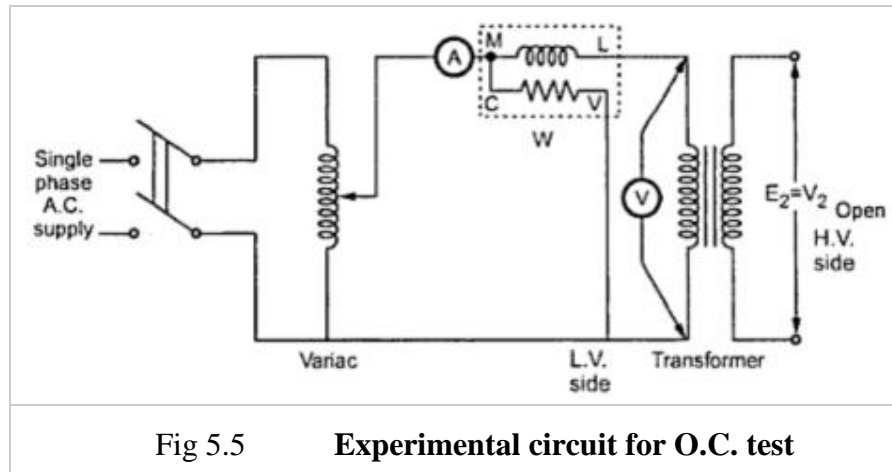 A
M
L
C
V
W
Single
phase
A.C.
supply
V
E₂=V₂
Open
H.V.
side
Variac
L.V.
side
Transformer
Fig 5.5 Experimental circuit for O.C. test